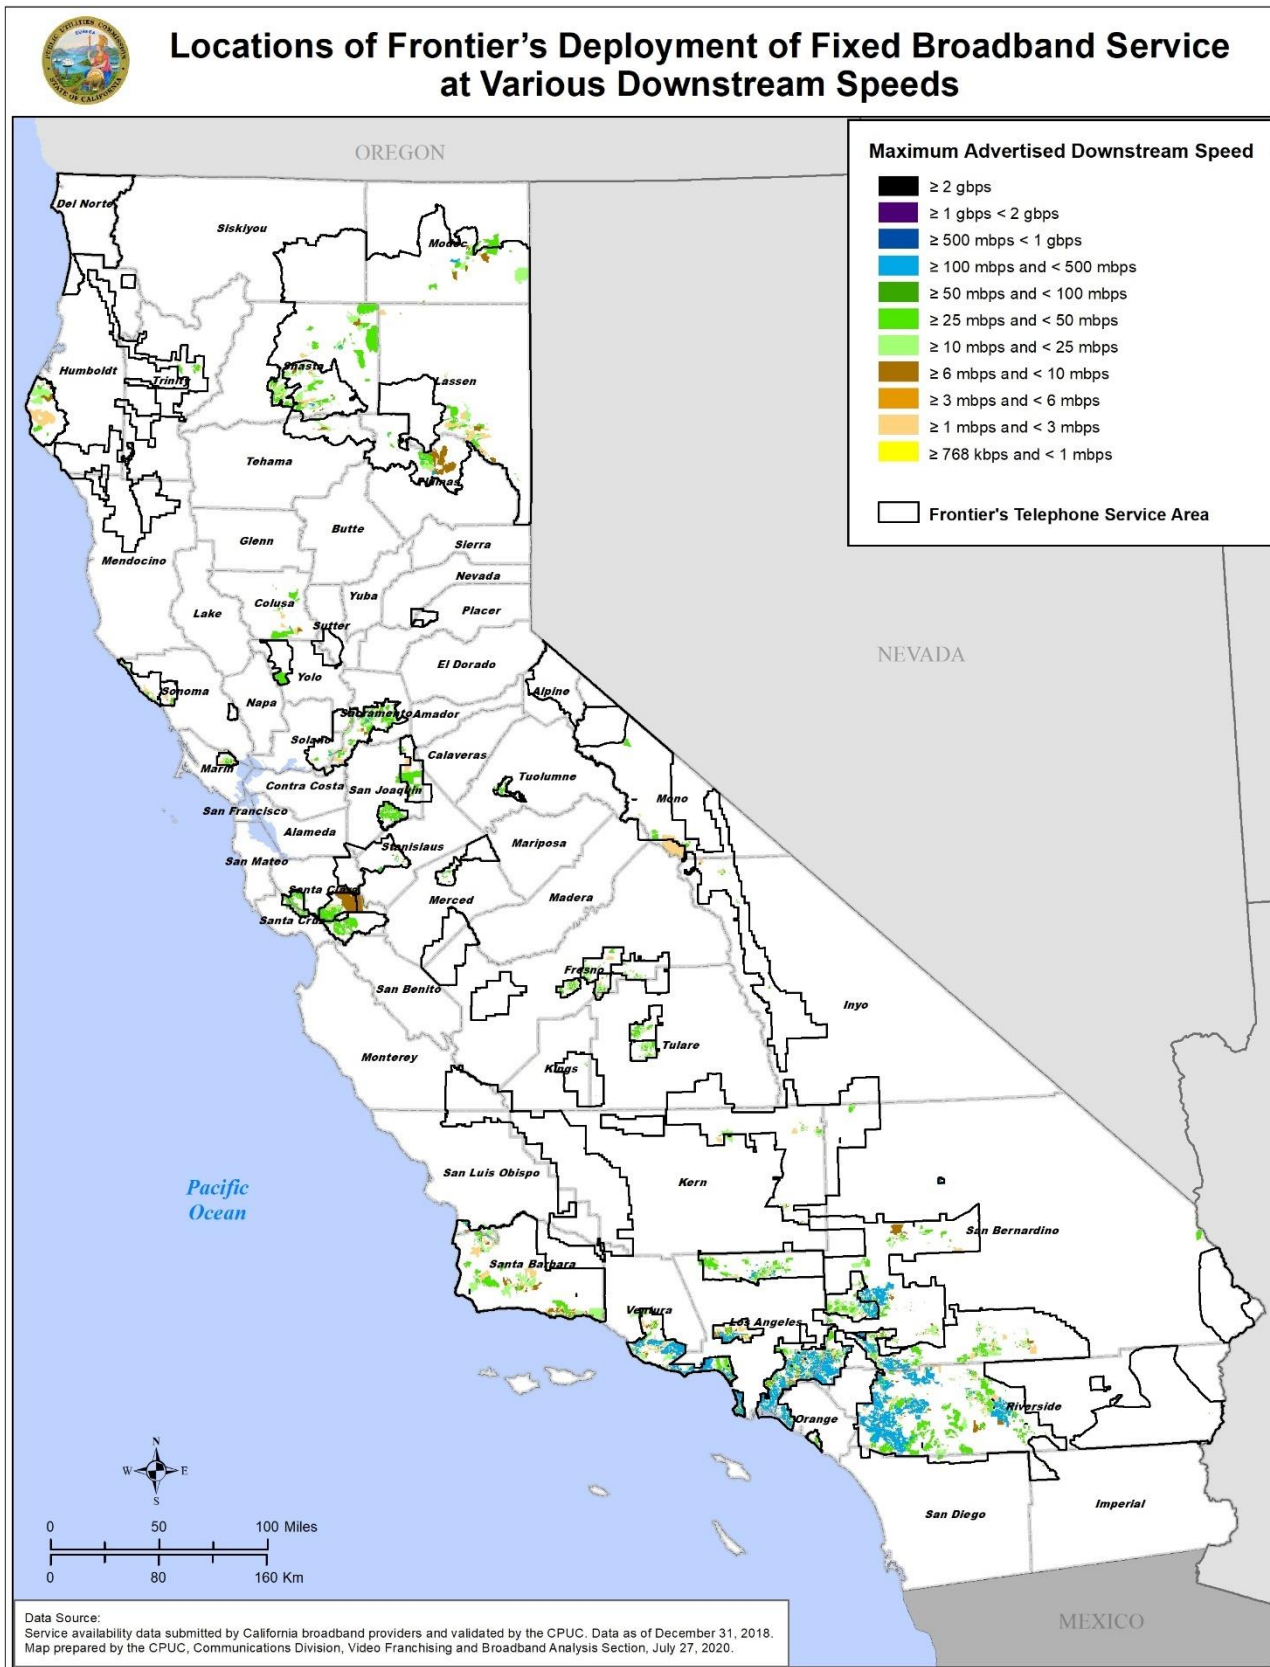 Locations of Frontier's Deployment of Fixed Broadband Service
at Various Downstream Speeds
PUBLIC UTILITIES COMMISSION
STATE OF CALIFORNIA
EUREKA
OREGON
Maximum Advertised Downstream Speed
≥ 2 gbps
≥ 1 gbps < 2 gbps
≥ 500 mbps < 1 gbps
≥ 100 mbps and < 500 mbps
≥ 50 mbps and < 100 mbps
≥ 25 mbps and < 50 mbps
≥ 10 mbps and < 25 mbps
≥ 6 mbps and < 10 mbps
≥ 3 mbps and < 6 mbps
≥ 1 mbps and < 3 mbps
≥ 768 kbps and < 1 mbps
Frontier's Telephone Service Area
Del Norte
Siskiyou
Modoc
Humboldt
Trinity
Shasta
Lassen
Tehama
Plumas
Butte
Glenn
Sierra
Mendocino
Nevada
Yuba
Colusa
Lake
Placer
Sutter
NEVADA
El Dorado
Yolo
Sonoma
Napa
Alpine
Sacramento
Amador
Solano
Calaveras
Marin
Tuolumne
Contra Costa
San Joaquin
Mono
San Francisco
Alameda
Mariposa
Stanislaus
San Mateo
Santa Clara
Merced
Madera
Santa Cruz
Fresno
San Benito
Inyo
Tulare
Monterey
Kings
San Luis Obispo
Kern
Pacific
Ocean
San Bernardino
Santa Barbara
Ventura
Los Angeles
Riverside
Orange
N
W E
S
San Diego
Imperial
0 50 100 Miles
0 80 160 Km
MEXICO
Data Source:
Service availability data submitted by California broadband providers and validated by the CPUC. Data as of December 31, 2018.
Map prepared by the CPUC, Communications Division, Video Franchising and Broadband Analysis Section, July 27, 2020.